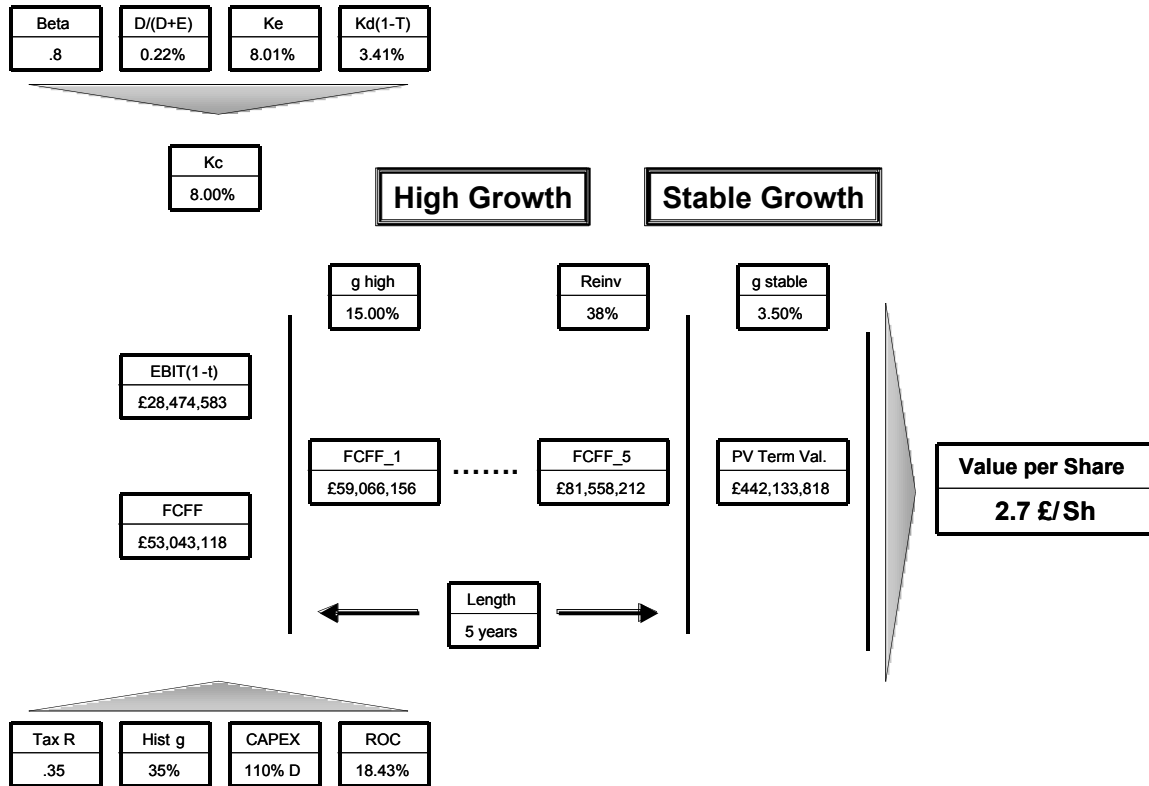 Beta D/(D+E) Ke Kd(1-T)
.8 0.22% 8.01% 3.41%
Kc
8.00%
High Growth Stable Growth
g high Reinv g stable
15.00% 38% 3.50%
EBIT(1-t)
£28,474,583
FCFF_1 ....... FCFF_5 PV Term Val.
£59,066,156 £81,558,212 £442,133,818
Value per Share
2.7 £/Sh
FCFF
£53,043,118
Length
5 years
Tax R Hist g CAPEX ROC
.35 35% 110% D 18.43%